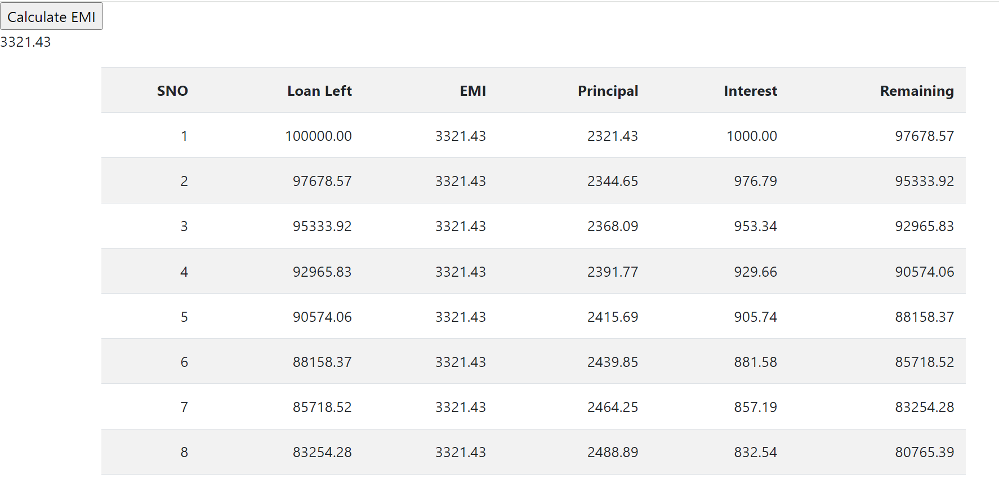 Calculate EMI
3321.43
SNO Loan Left EMI Principal Interest Remaining
1 100000.00 3321.43 2321.43 1000.00 97678.57
2 97678.57 3321.43 2344.65 976.79 95333.92
3 95333.92 3321.43 2368.09 953.34 92965.83
4 92965.83 3321.43 2391.77 929.66 90574.06
5 90574.06 3321.43 2415.69 905.74 88158.37
6 88158.37 3321.43 2439.85 881.58 85718.52
7 85718.52 3321.43 2464.25 857.19 83254.28
8 83254.28 3321.43 2488.89 832.54 80765.39